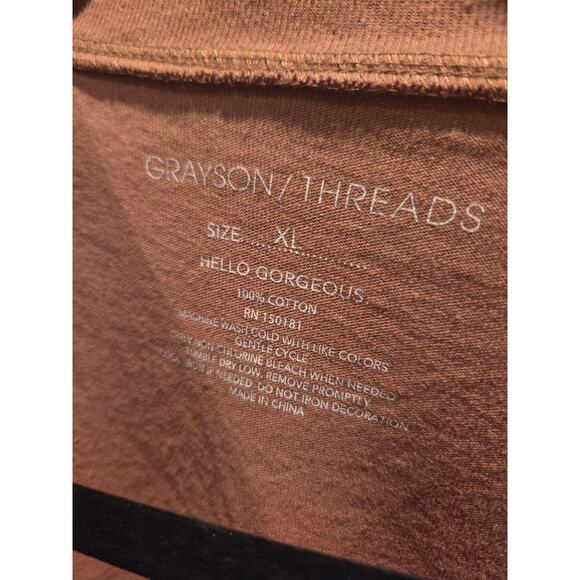 GRAYSON / THREADS
SIZE.....XL..........
HELLO GORGEOUS.
100% COTTON
RN 150181
MACHINE WASH COLD WITH LIKE COLORS
GENTLE CYCLE
ONLY NON CHLORINE BLEACH WHEN NEEDED
TUMBLE DRY LOW. REMOVE PROMPTLY
IRON IF NEEDED. DO NOT IRON DECORATION
MADE IN CHINA